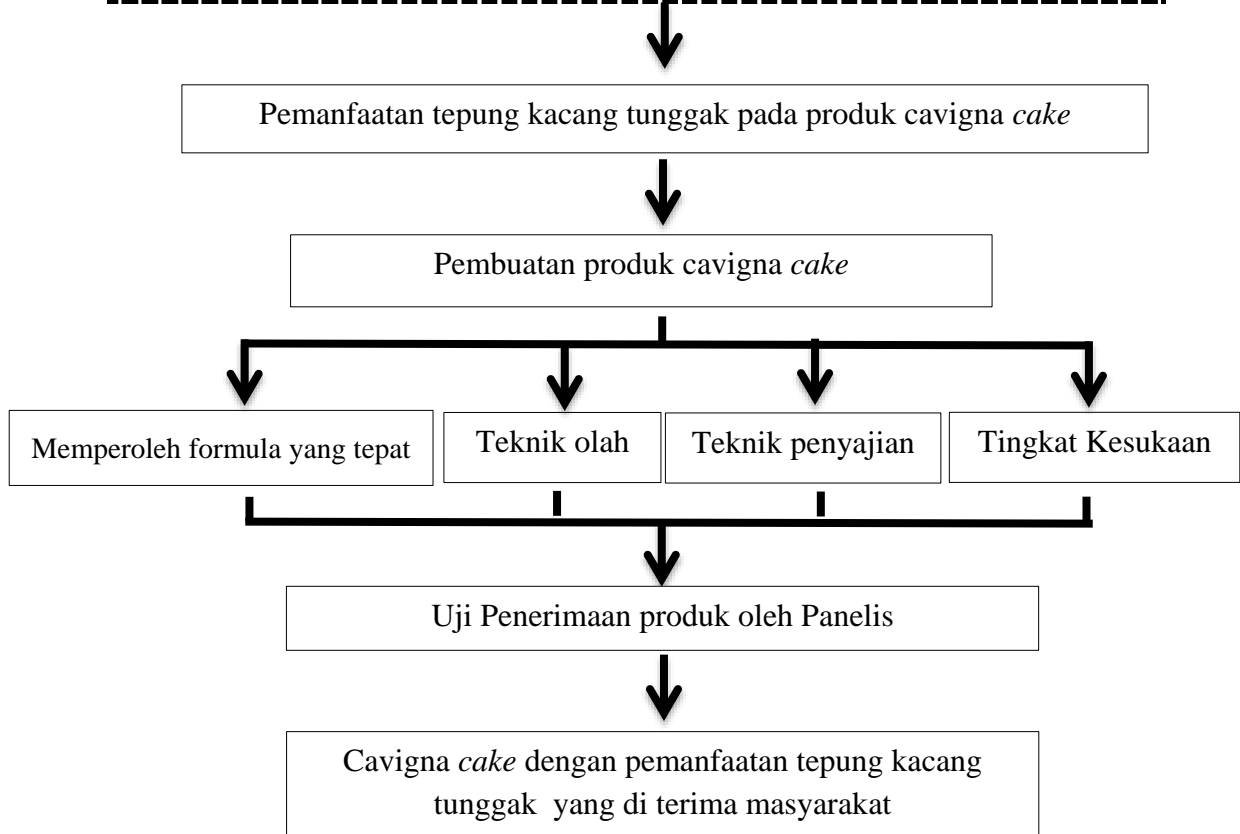 Pemanfaatan tepung kacang tunggak pada produk cavigna cake
Pembuatan produk cavigna cake
Memperoleh formula yang tepat
Teknik olah
Teknik penyajian
Tingkat Kesukaan
Uji Penerimaan produk oleh Panelis
Cavigna cake dengan pemanfaatan tepung kacang
tunggak yang di terima masyarakat